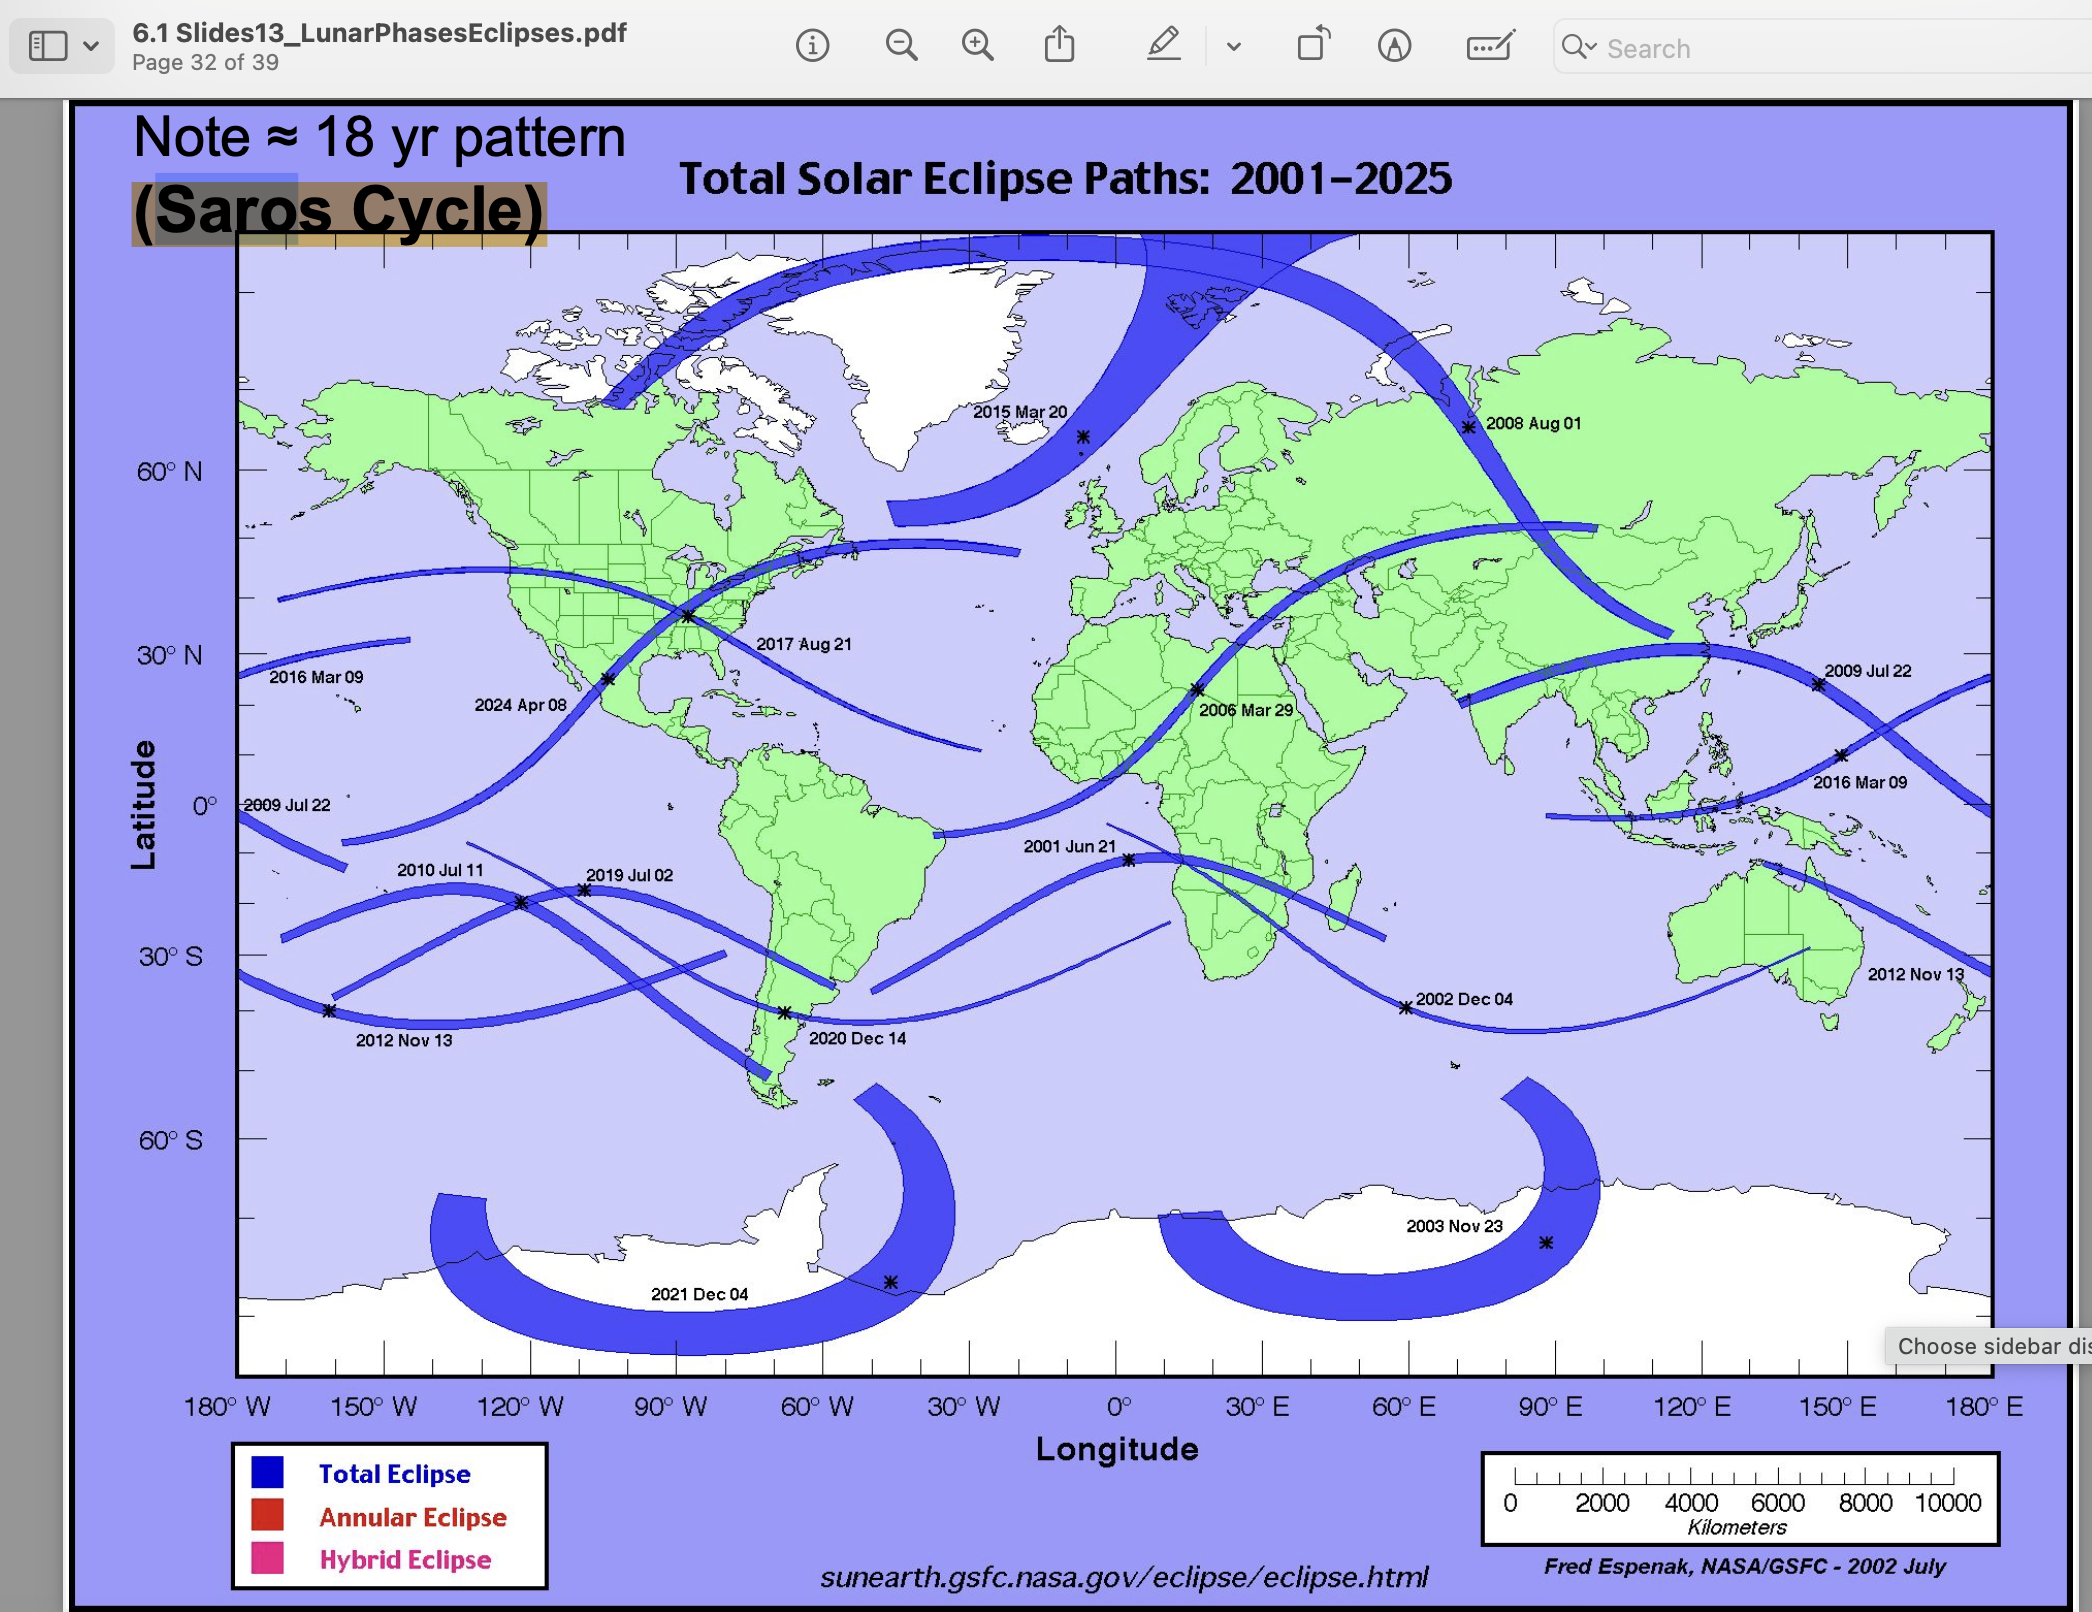 6.1 Slides13_LunarPhasesEclipses.pdf
Page 32 of 39
Search
Note ≈ 18 yr pattern
(Saros Cycle)
Total Solar Eclipse Paths: 2001–2025
2015 Mar 20
2008 Aug 01
60° N
2017 Aug 21
30° N
2016 Mar 09
2009 Jul 22
2024 Apr 08
2006 Mar 29
2016 Mar 09
Latitude
0°
2009 Jul 22
2001 Jun 21
2010 Jul 11
2019 Jul 02
30° S
2012 Nov 13
2002 Dec 04
2012 Nov 13
2020 Dec 14
60° S
2003 Nov 23
2021 Dec 04
Choose sidebar dis
180° W 150° W 120° W 90° W 60° W 30° W 0° 30° E 60° E 90° E 120° E 150° E 180° E
Longitude
Total Eclipse
Annular Eclipse
Hybrid Eclipse
0 2000 4000 6000 8000 10000
Kilometers
Fred Espenak, NASA/GSFC - 2002 July
sunearth.gsfc.nasa.gov/eclipse/eclipse.html